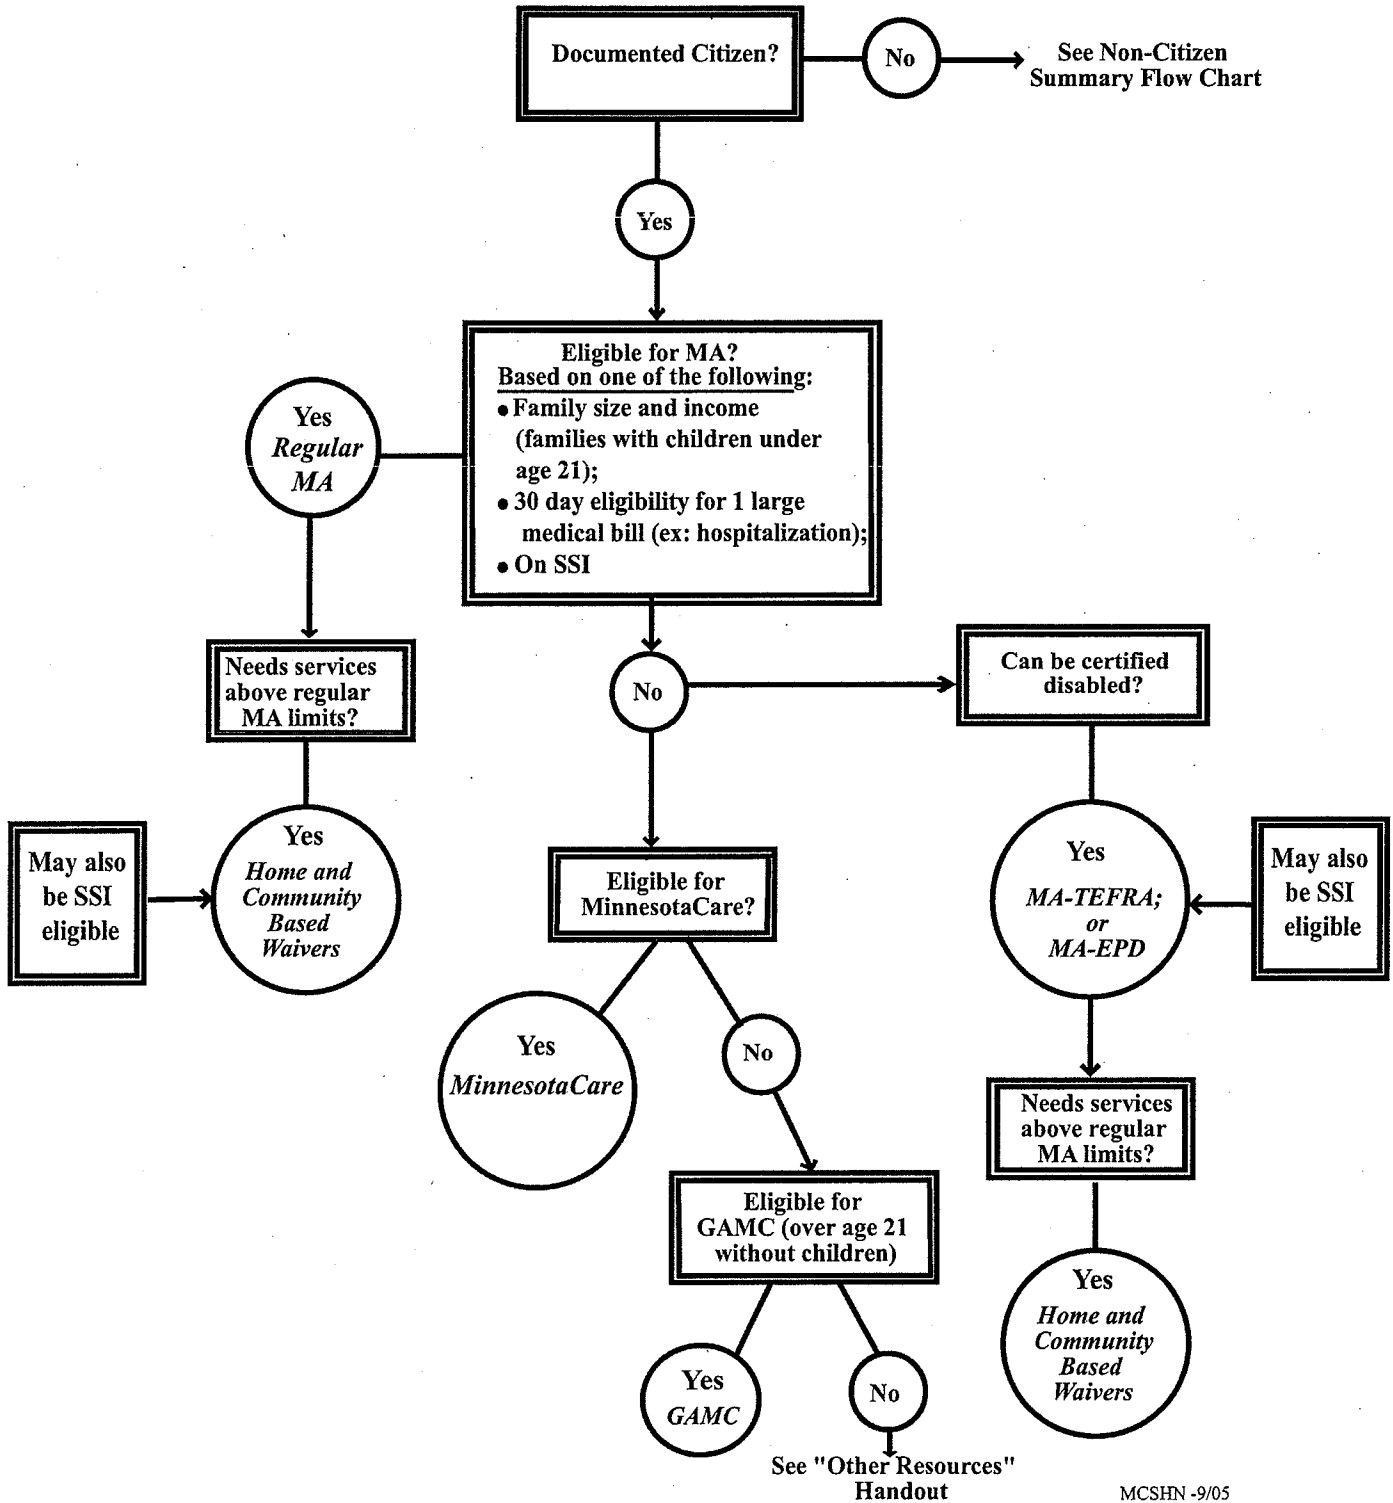 Documented Citizen?
No
See Non-Citizen
Summary Flow Chart
Yes
Eligible for MA?
Based on one of the following:
● Family size and income
(families with children under
age 21);
● 30 day eligibility for 1 large
medical bill (ex: hospitalization);
● On SSI
Yes
Regular
MA
Needs services
above regular
MA limits?
No
Can be certified
disabled?
May also
be SSI
eligible
Yes
Home and
Community
Based
Waivers
Eligible for
MinnesotaCare?
Yes
MA-TEFRA;
or
MA-EPD
May also
be SSI
eligible
Yes
MinnesotaCare
No
Needs services
above regular
MA limits?
Eligible for
GAMC (over age 21
without children)
Yes
Home and
Community
Based
Waivers
Yes
GAMC
No
See "Other Resources"
Handout
MCSHN -9/05